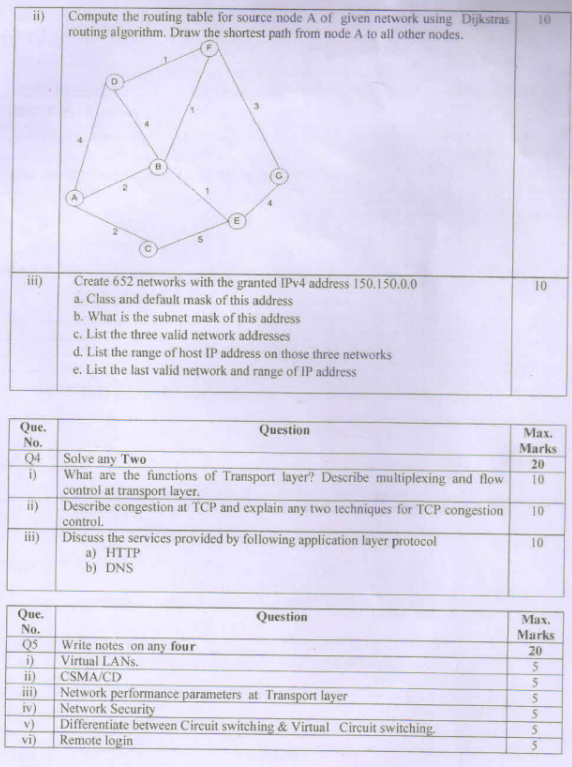 ii) Compute the routing table for source node A of given network using Dijkstras 10
routing algorithm. Draw the shortest path from node A to all other nodes.
F
1
D
4
1
3
4
B
G
2
1
A
4
2
E
5
C
iii) Create 652 networks with the granted IPv4 address 150.150.0.0 10
a. Class and default mask of this address
b. What is the subnet mask of this address
c. List the three valid network addresses
d. List the range of host IP address on those three networks
e. List the last valid network and range of IP address
Que. Question Max.
No. Marks
Q4 Solve any Two 20
i) What are the functions of Transport layer? Describe multiplexing and flow 10
control at transport layer.
ii) Describe congestion at TCP and explain any two techniques for TCP congestion 10
control.
iii) Discuss the services provided by following application layer protocol 10
a) HTTP
b) DNS
Que. Question Max.
No. Marks
Q5 Write notes on any four 20
i) Virtual LANs. 5
ii) CSMA/CD 5
iii) Network performance parameters at Transport layer 5
iv) Network Security 5
v) Differentiate between Circuit switching & Virtual Circuit switching. 5
vi) Remote login 5